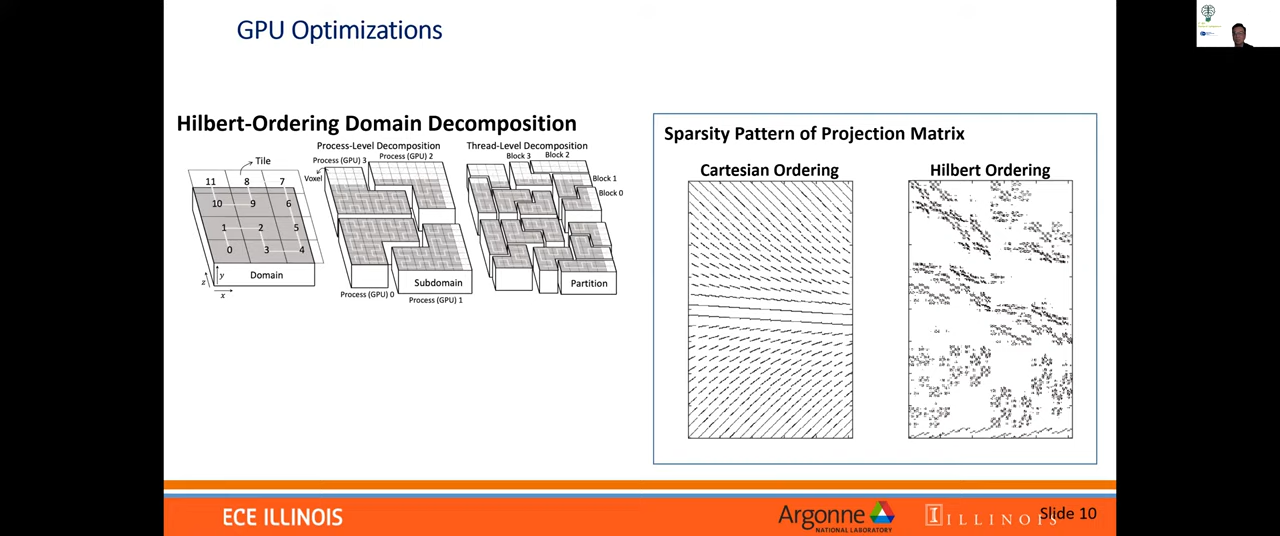 GPU Optimizations
Hilbert-Ordering Domain Decomposition
Process-Level Decomposition
Process (GPU) 3
Process (GPU) 2
Voxel
Tile
11 8 7
10 9 6
1 2 5
0 3 4
z y x
Domain
Subdomain
Process (GPU) 0
Process (GPU) 1
Thread-Level Decomposition
Block 3
Block 2
Block 1
Block 0
Partition
Sparsity Pattern of Projection Matrix
Cartesian Ordering
Hilbert Ordering
ECE ILLINOIS
Argonne
NATIONAL LABORATORY
I ILLINOIS
Slide 10